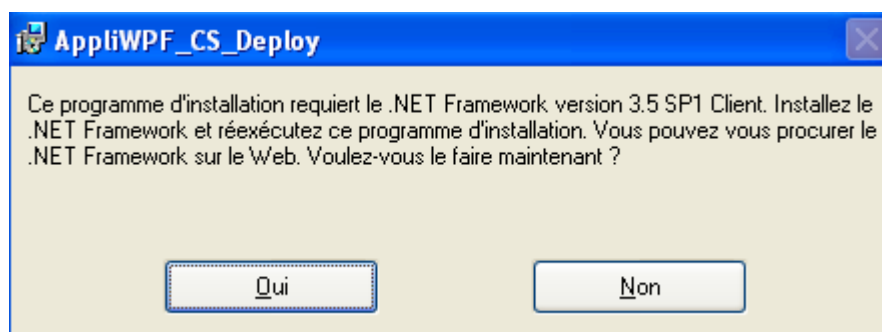 AppliWPF_CS_Deploy
Ce programme d'installation requiert le .NET Framework version 3.5 SP1 Client. Installez le
.NET Framework et réexécutez ce programme d'installation. Vous pouvez vous procurer le
.NET Framework sur le Web. Voulez-vous le faire maintenant ?
Oui
Non